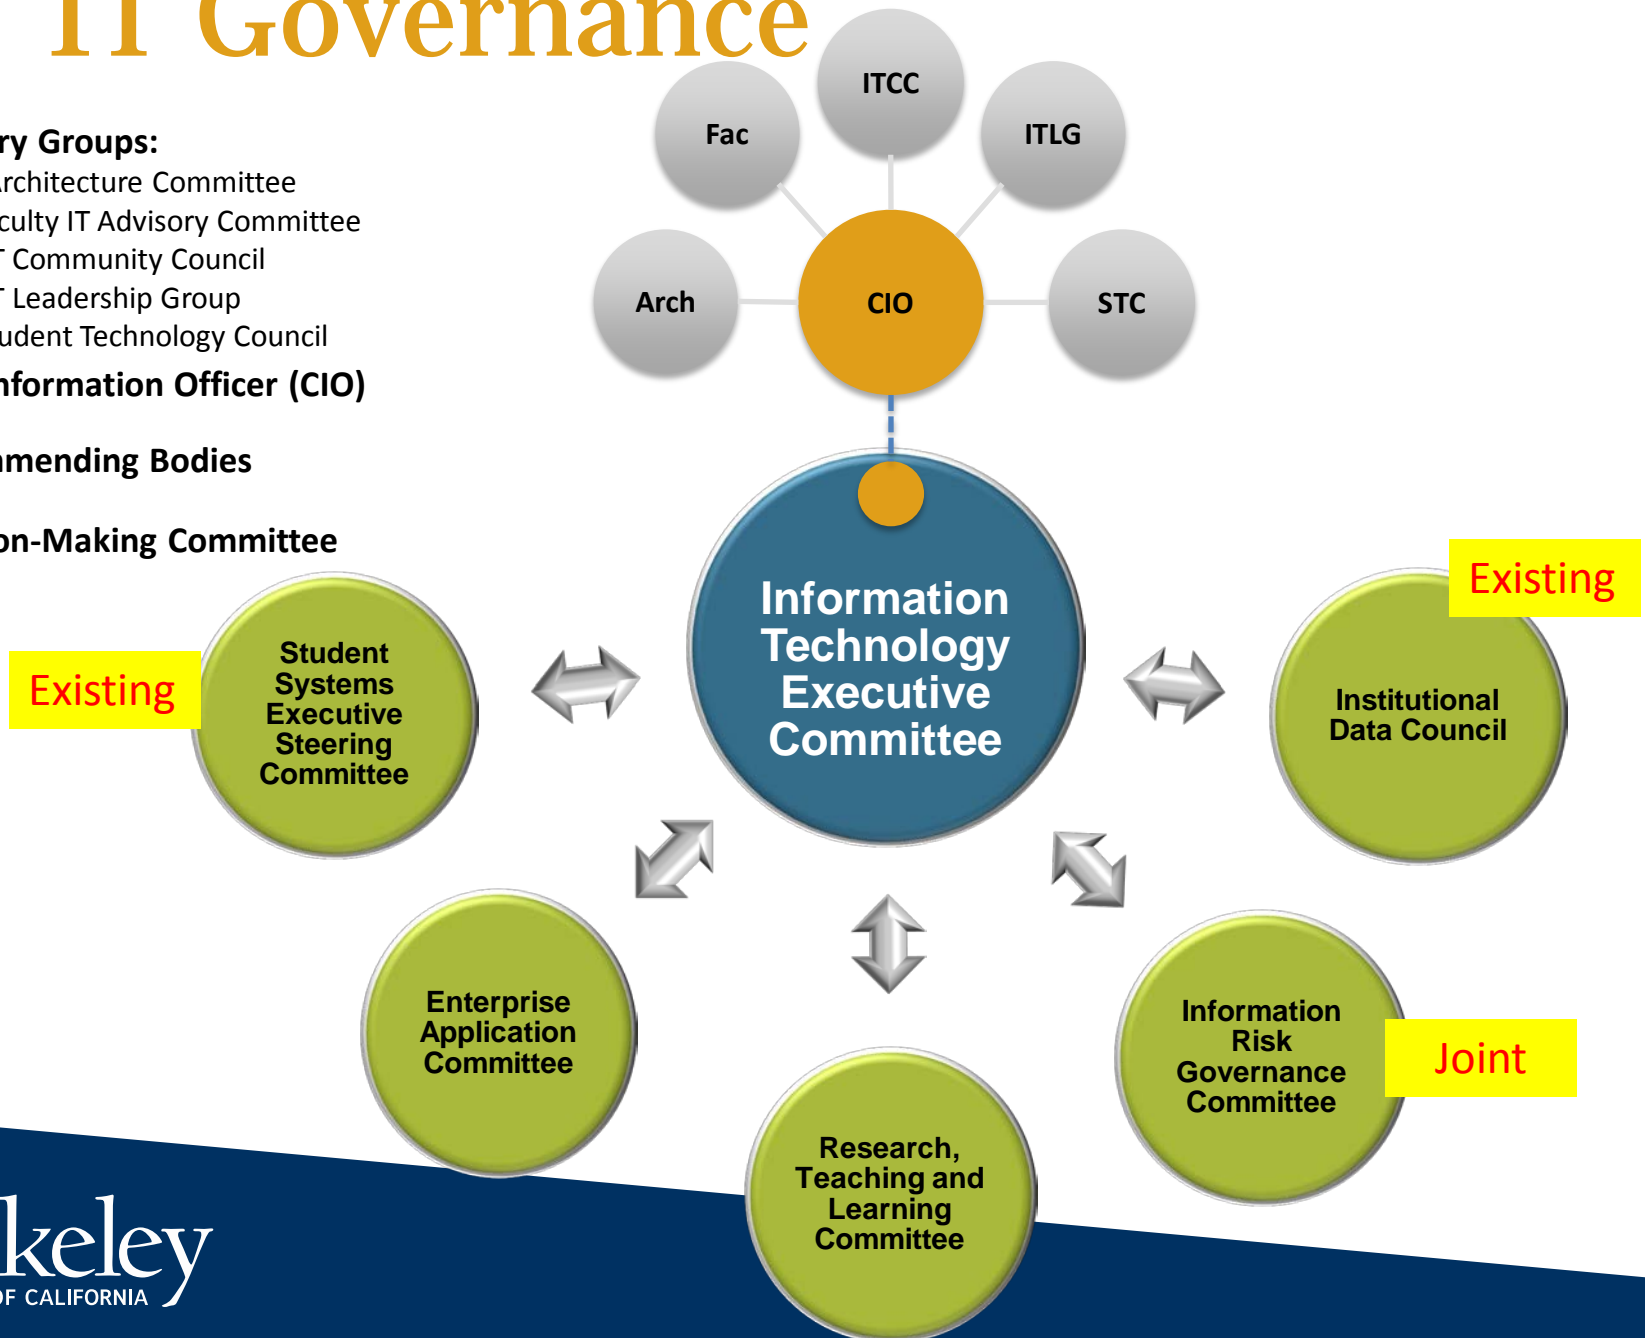 IT Governance
ry Groups:
Architecture Committee
culty IT Advisory Committee
T Community Council
T Leadership Group
udent Technology Council
nformation Officer (CIO)
mending Bodies
on-Making Committee
ITCC
Fac
ITLG
Arch
CIO
STC
Information
Technology
Executive
Committee
Existing
Student
Systems
Executive
Steering
Committee
Existing
Institutional
Data Council
Enterprise
Application
Committee
Information
Risk
Governance
Committee
Joint
Research,
Teaching and
Learning
Committee
keley
OF CALIFORNIA